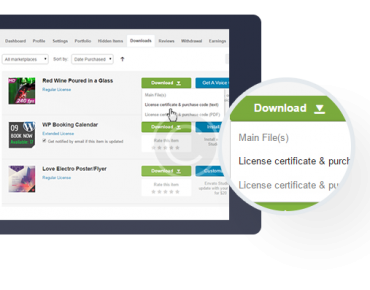 Dashboard Profile Settings Portfolio Hidden Items Downloads Reviews Withdrawal Earnings
All marketplaces Sort by: Date Purchased
Red Wine Poured in a Glass
Regular License
Download
Get A Voice
Main File(s)
License certificate & purchase code (text)
License certificate & purchase code (PDF)
WP Booking Calendar
Extended License
Get notified by email if this item is updated
Download
Install
Rate this item
Love Electro Poster/Flyer
Regular License
Download
Custom
Rate this item
Download
Main File(s)
License certificate & purch
License certificate & pu